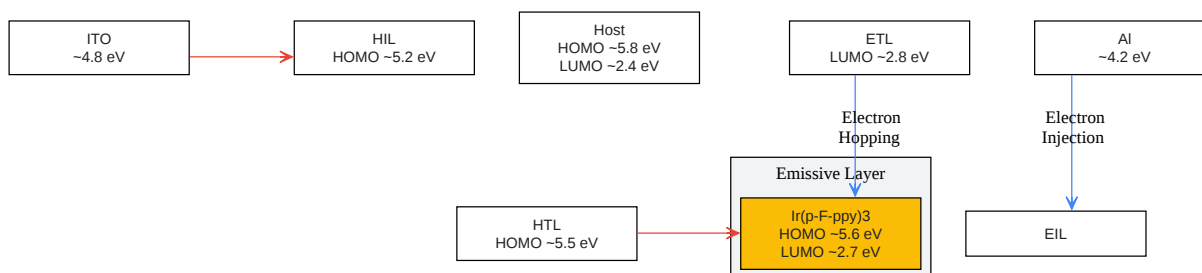 ITO
~4.8 eV
HIL
HOMO ~5.2 eV
Host
HOMO ~5.8 eV
LUMO ~2.4 eV
ETL
LUMO ~2.8 eV
Al
~4.2 eV
Electron
Hopping
Electron
Injection
Emissive Layer
HTL
HOMO ~5.5 eV
Ir(p-F-ppy)3
HOMO ~5.6 eV
LUMO ~2.7 eV
EIL